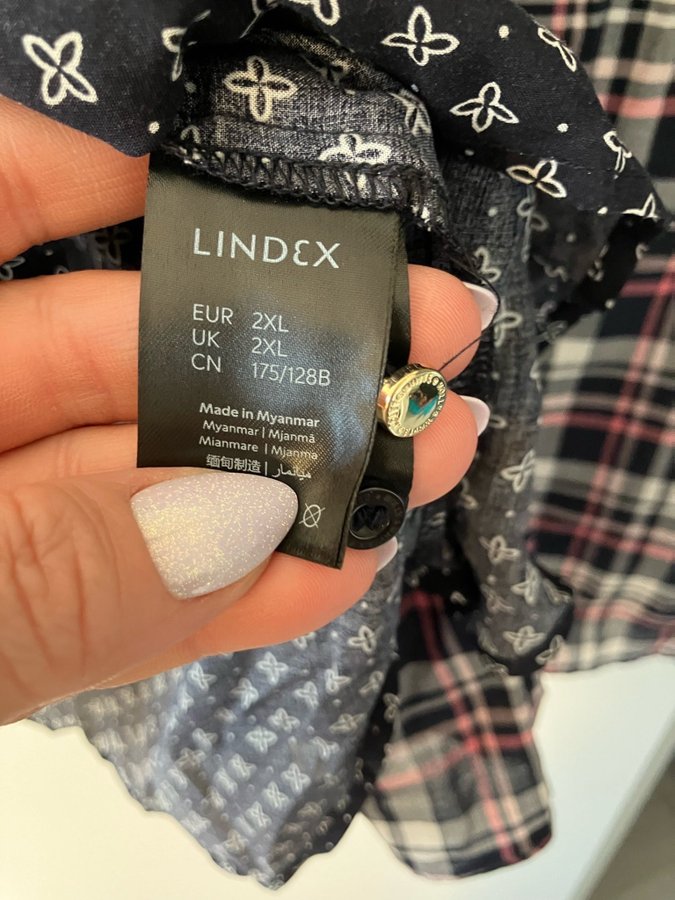 LINDEX
EUR 2XL
UK 2XL
CN 175/128B
Made in Myanmar
Myanmar | Mjanmā
Mianmare | Mjanma
缅甸制造 | ميانمار